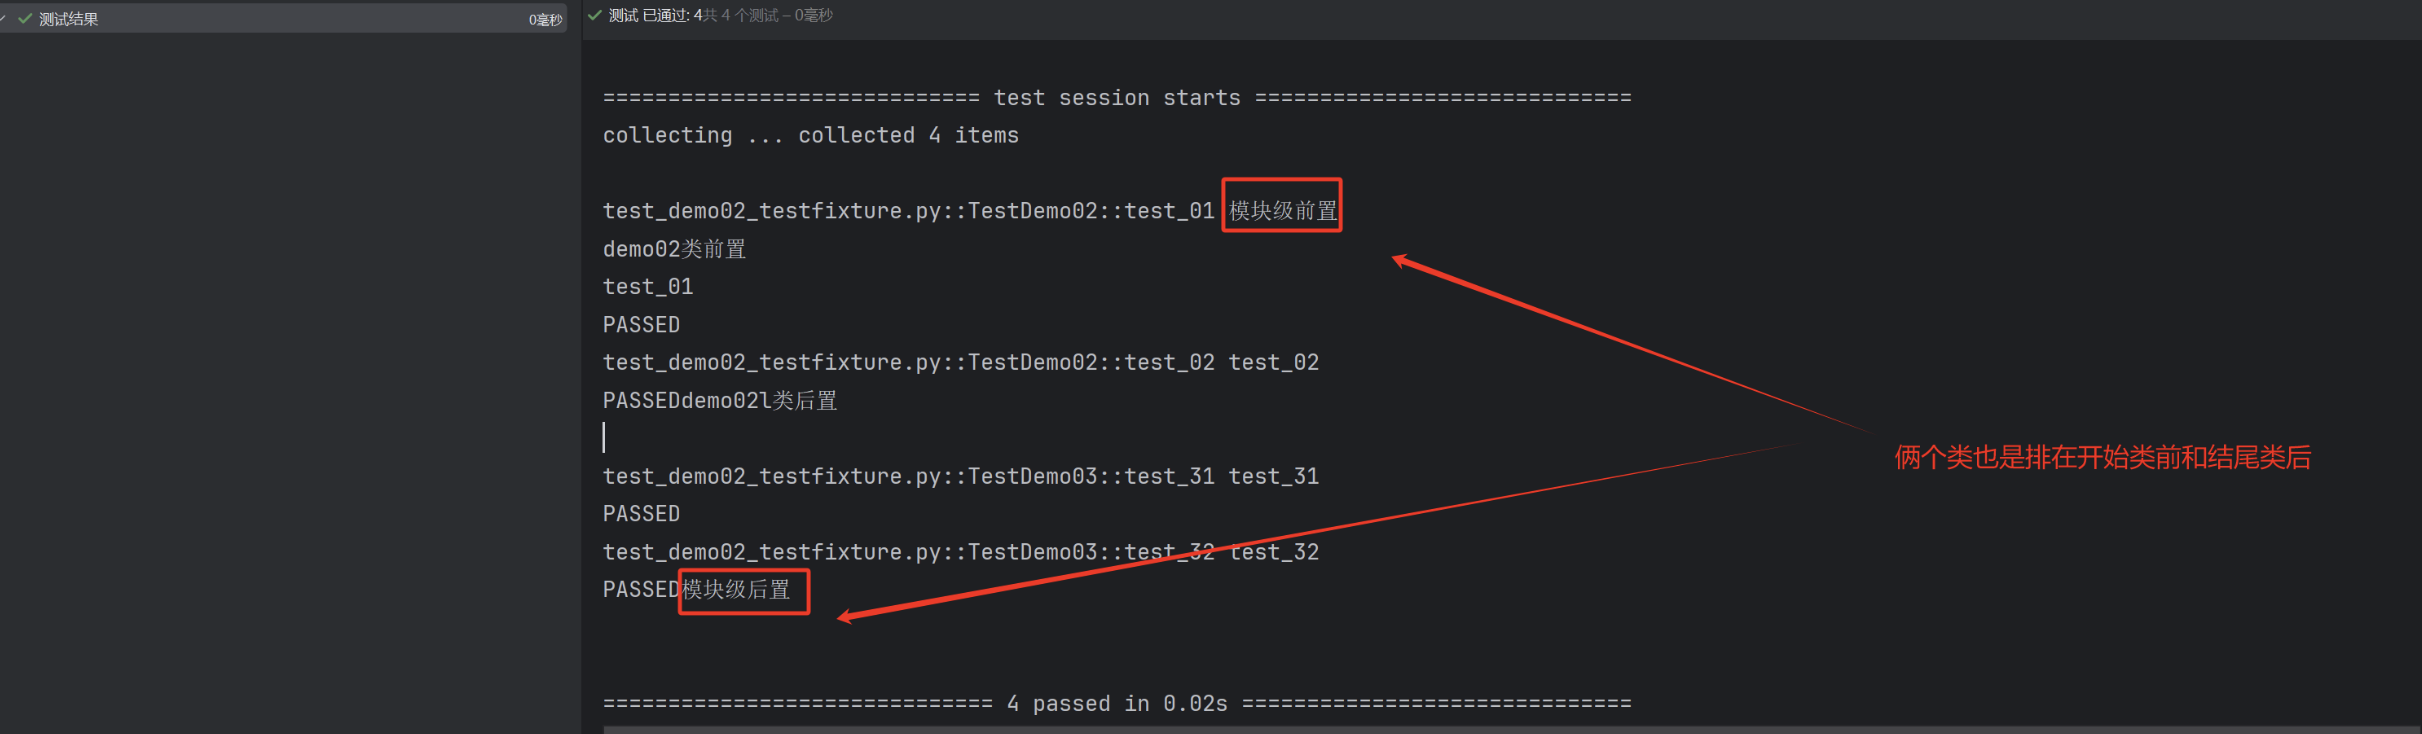 测试结果 0毫秒
测试 已通过: 4共 4 个测试 – 0毫秒
============================= test session starts =============================
collecting ... collected 4 items
test_demo02_testfixture.py::TestDemo02::test_01 模块级前置
demo02类前置
test_01
PASSED
test_demo02_testfixture.py::TestDemo02::test_02 test_02
PASSEDdemo02l类后置
俩个类也是排在开始类前和结尾类后
test_demo02_testfixture.py::TestDemo03::test_31 test_31
PASSED
test_demo02_testfixture.py::TestDemo03::test_32 test_32
PASSED模块级后置
============================== 4 passed in 0.02s ==============================